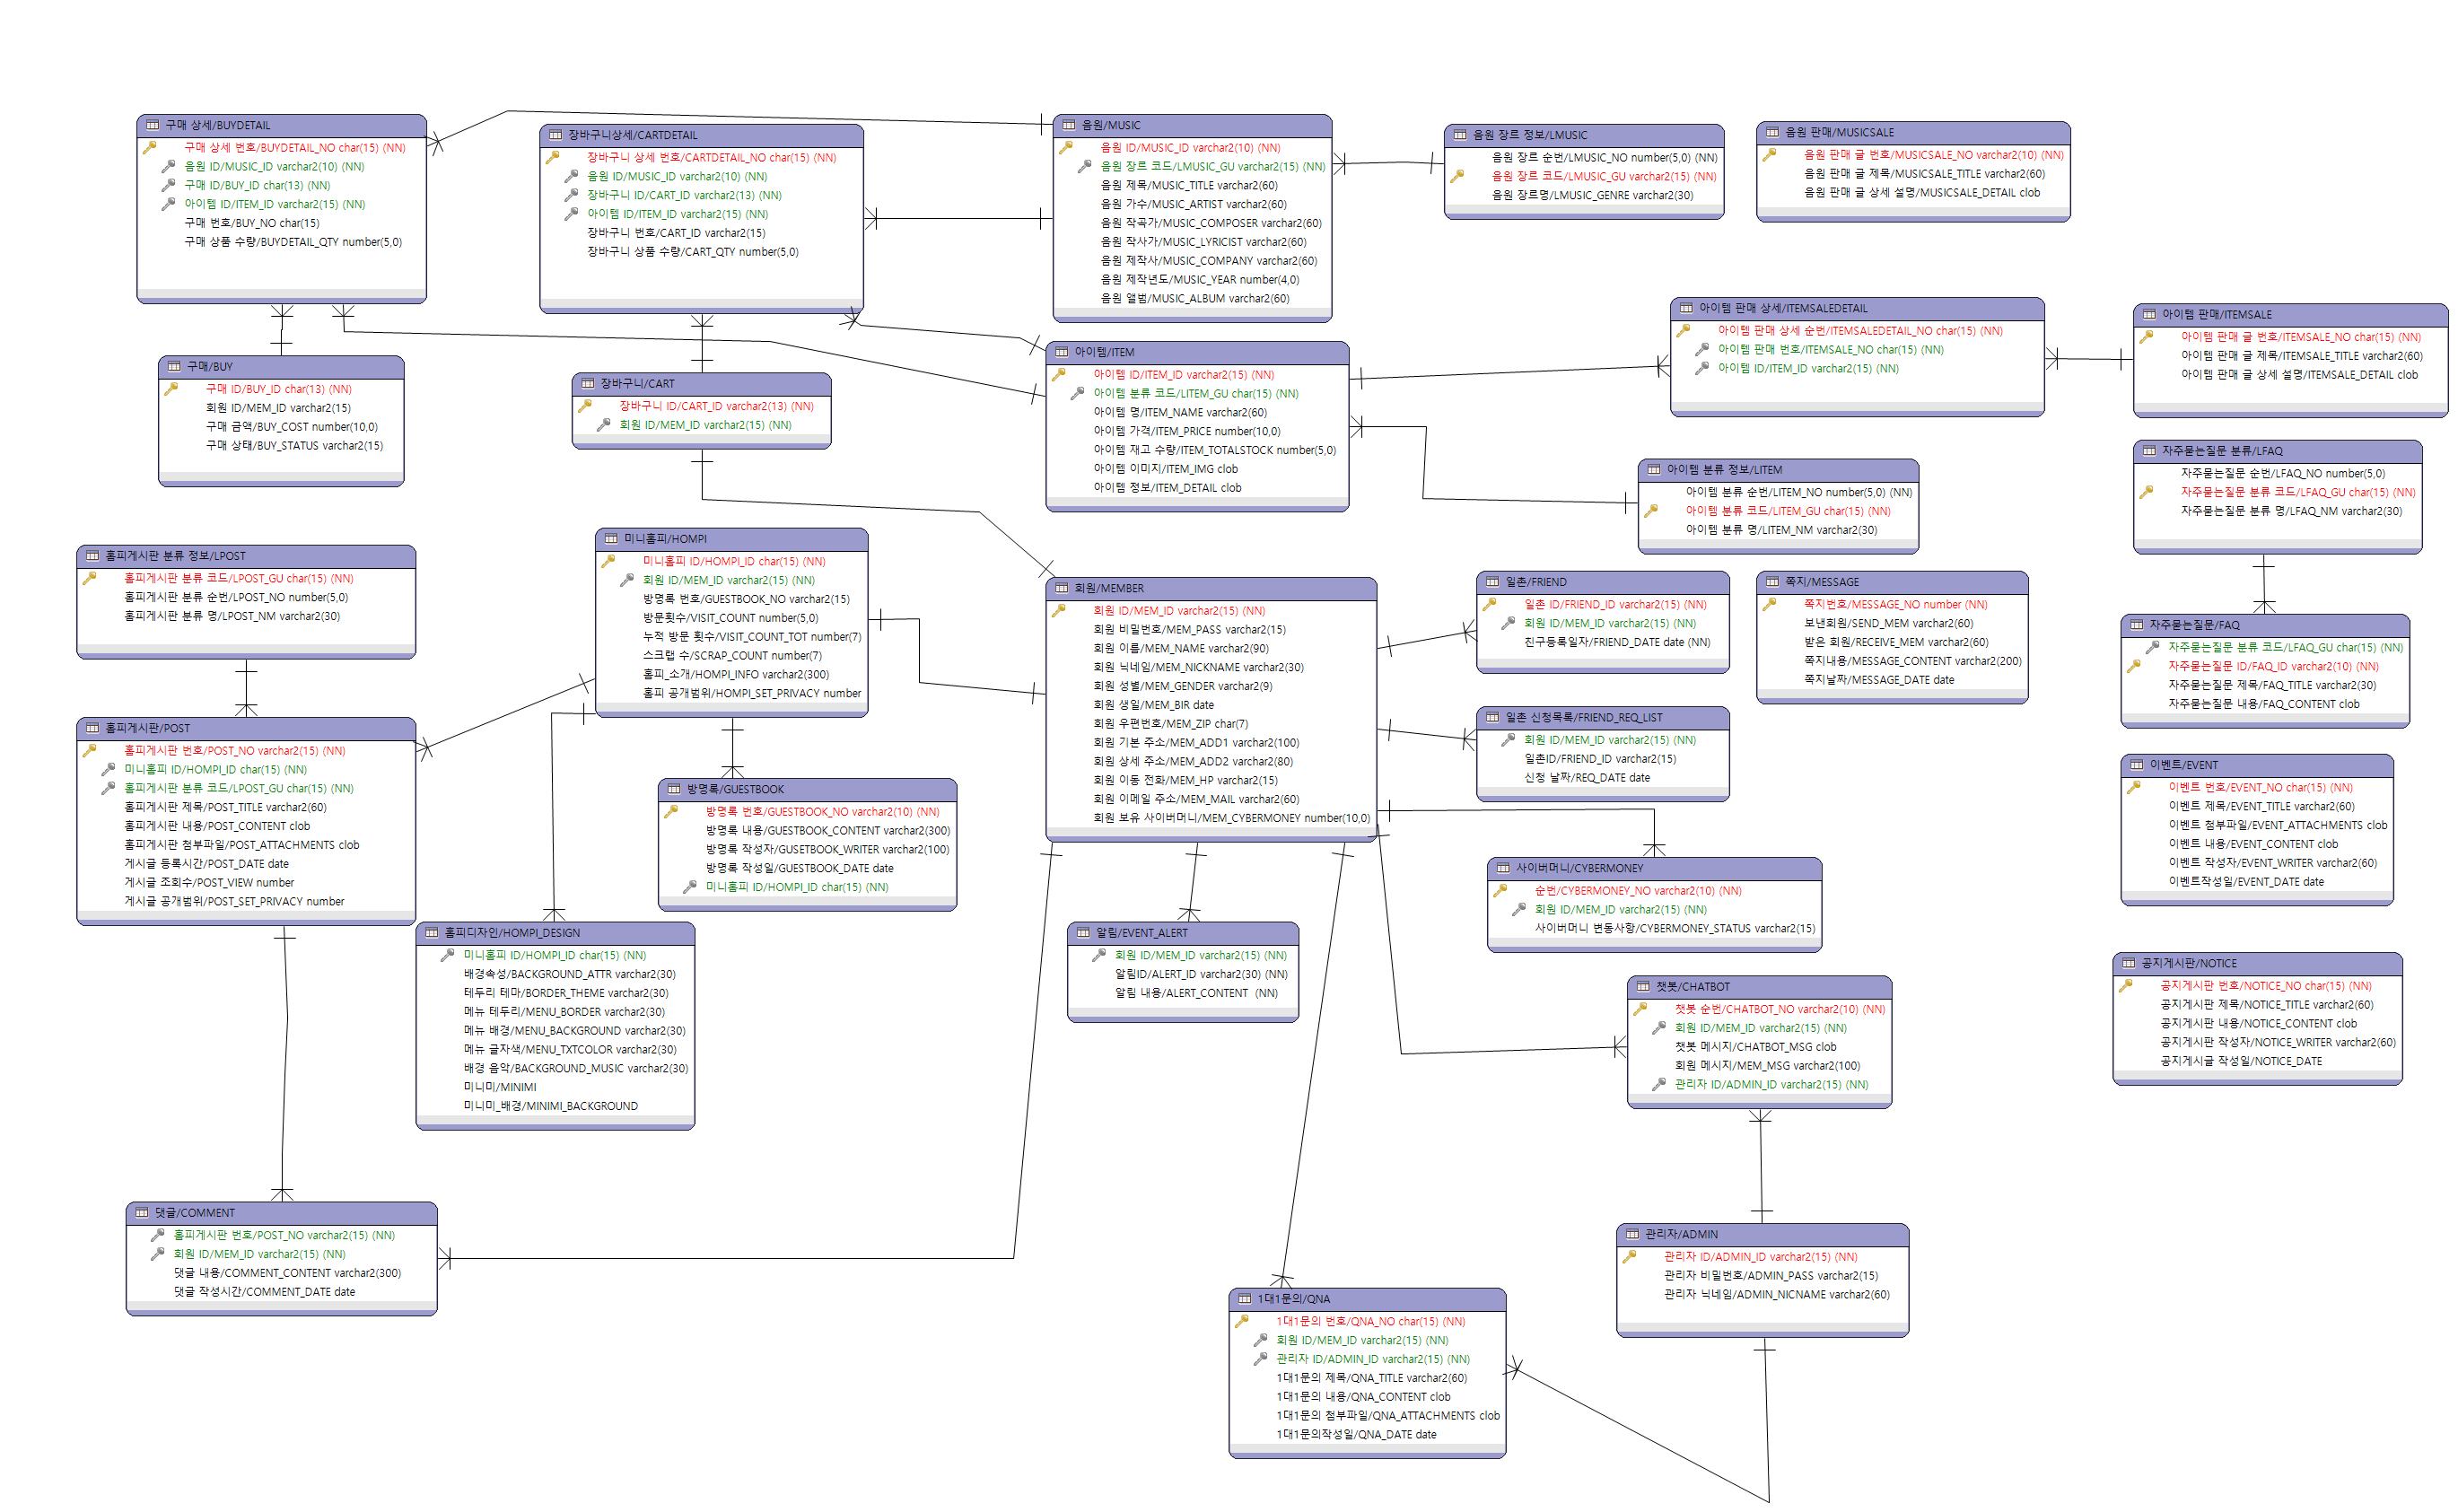 구매 상세/BUYDETAIL
구매 상세 번호/BUYDETAIL_NO char(15) (NN)
음원 ID/MUSIC_ID varchar2(10) (NN)
구매 ID/BUY_ID char(13) (NN)
아이템 ID/ITEM_ID varchar2(15) (NN)
구매 번호/BUY_NO char(15)
구매 상품 수량/BUYDETAIL_QTY number(5,0)
장바구니상세/CARTDETAIL
장바구니 상세 번호/CARTDETAIL_NO char(15) (NN)
음원 ID/MUSIC_ID varchar2(10) (NN)
장바구니 ID/CART_ID varchar2(13) (NN)
아이템 ID/ITEM_ID varchar2(15) (NN)
장바구니 번호/CART_ID varchar2(15)
장바구니 상품 수량/CART_QTY number(5,0)
음원/MUSIC
음원 ID/MUSIC_ID varchar2(10) (NN)
음원 장르 코드/LMUSIC_GU varchar2(15) (NN)
음원 제목/MUSIC_TITLE varchar2(60)
음원 가수/MUSIC_ARTIST varchar2(60)
음원 작곡가/MUSIC_COMPOSER varchar2(60)
음원 작사가/MUSIC_LYRICIST varchar2(60)
음원 제작사/MUSIC_COMPANY varchar2(60)
음원 제작년도/MUSIC_YEAR number(4,0)
음원 앨범/MUSIC_ALBUM varchar2(60)
음원 장르 정보/LMUSIC
음원 장르 순번/LMUSIC_NO number(5,0) (NN)
음원 장르 코드/LMUSIC_GU varchar2(15) (NN)
음원 장르명/LMUSIC_GENRE varchar2(30)
음원 판매/MUSICSALE
음원 판매 글 번호/MUSICSALE_NO varchar2(10) (NN)
음원 판매 글 제목/MUSICSALE_TITLE varchar2(60)
음원 판매 글 상세 설명/MUSICSALE_DETAIL clob
구매/BUY
구매 ID/BUY_ID char(13) (NN)
회원 ID/MEM_ID varchar2(15)
구매 금액/BUY_COST number(10,0)
구매 상태/BUY_STATUS varchar2(15)
장바구니/CART
장바구니 ID/CART_ID varchar2(13) (NN)
회원 ID/MEM_ID varchar2(15) (NN)
아이템/ITEM
아이템 ID/ITEM_ID varchar2(15) (NN)
아이템 분류 코드/LITEM_GU char(15) (NN)
아이템 명/ITEM_NAME varchar2(60)
아이템 가격/ITEM_PRICE number(10,0)
아이템 재고 수량/ITEM_TOTALSTOCK number(5,0)
아이템 이미지/ITEM_IMG clob
아이템 정보/ITEM_DETAIL clob
아이템 판매 상세/ITEMSALEDETAIL
아이템 판매 상세 순번/ITEMSALEDETAIL_NO char(15) (NN)
아이템 판매 번호/ITEMSALE_NO char(15) (NN)
아이템 ID/ITEM_ID varchar2(15) (NN)
아이템 판매/ITEMSALE
아이템 판매 글 번호/ITEMSALE_NO char(15) (NN)
아이템 판매 글 제목/ITEMSALE_TITLE varchar2(60)
아이템 판매 글 상세 설명/ITEMSALE_DETAIL clob
아이템 분류 정보/LITEM
아이템 분류 순번/LITEM_NO number(5,0) (NN)
아이템 분류 코드/LITEM_GU char(15) (NN)
아이템 분류 명/LITEM_NM varchar2(30)
자주묻는질문 분류/LFAQ
자주묻는질문 순번/LFAQ_NO number(5,0)
자주묻는질문 분류 코드/LFAQ_GU char(15) (NN)
자주묻는질문 분류 명/LFAQ_NM varchar2(30)
홈피게시판 분류 정보/LPOST
홈피게시판 분류 코드/LPOST_GU char(15) (NN)
홈피게시판 분류 순번/LPOST_NO number(5,0)
홈피게시판 분류 명/LPOST_NM varchar2(30)
미니홈피/HOMPI
미니홈피 ID/HOMPI_ID char(15) (NN)
회원 ID/MEM_ID varchar2(15) (NN)
방명록 번호/GUESTBOOK_NO varchar2(15)
방문횟수/VISIT_COUNT number(5,0)
누적 방문 횟수/VISIT_COUNT_TOT number(7)
스크랩 수/SCRAP_COUNT number(7)
홈피_소개/HOMPI_INFO varchar2(300)
홈피 공개범위/HOMPI_SET_PRIVACY number
회원/MEMBER
회원 ID/MEM_ID varchar2(15) (NN)
회원 비밀번호/MEM_PASS varchar2(15)
회원 이름/MEM_NAME varchar2(90)
회원 닉네임/MEM_NICKNAME varchar2(30)
회원 성별/MEM_GENDER varchar2(9)
회원 생일/MEM_BIR date
회원 우편번호/MEM_ZIP char(7)
회원 기본 주소/MEM_ADD1 varchar2(100)
회원 상세 주소/MEM_ADD2 varchar2(80)
회원 이동 전화/MEM_HP varchar2(15)
회원 이메일 주소/MEM_MAIL varchar2(60)
회원 보유 사이버머니/MEM_CYBERMONEY number(10,0)
일촌/FRIEND
일촌 ID/FRIEND_ID varchar2(15) (NN)
회원 ID/MEM_ID varchar2(15) (NN)
친구등록일자/FRIEND_DATE date (NN)
쪽지/MESSAGE
쪽지번호/MESSAGE_NO number (NN)
보낸회원/SEND_MEM varchar2(60)
받은 회원/RECEIVE_MEM varchar2(60)
쪽지내용/MESSAGE_CONTENT varchar2(200)
쪽지날짜/MESSAGE_DATE date
자주묻는질문/FAQ
자주묻는질문 분류 코드/LFAQ_GU char(15) (NN)
자주묻는질문 ID/FAQ_ID varchar2(10) (NN)
자주묻는질문 제목/FAQ_TITLE varchar2(30)
자주묻는질문 내용/FAQ_CONTENT clob
일촌 신청목록/FRIEND_REQ_LIST
회원 ID/MEM_ID varchar2(15) (NN)
일촌ID/FRIEND_ID varchar2(15)
신청 날짜/REQ_DATE date
홈피게시판/POST
홈피게시판 번호/POST_NO varchar2(15) (NN)
미니홈피 ID/HOMPI_ID char(15) (NN)
홈피게시판 분류 코드/LPOST_GU char(15) (NN)
홈피게시판 제목/POST_TITLE varchar2(60)
홈피게시판 내용/POST_CONTENT clob
홈피게시판 첨부파일/POST_ATTACHMENTS clob
게시글 등록시간/POST_DATE date
게시글 조회수/POST_VIEW number
게시글 공개범위/POST_SET_PRIVACY number
방명록/GUESTBOOK
방명록 번호/GUESTBOOK_NO varchar2(10) (NN)
방명록 내용/GUESTBOOK_CONTENT varchar2(300)
방명록 작성자/GUSETBOOK_WRITER varchar2(100)
방명록 작성일/GUESTBOOK_DATE date
미니홈피 ID/HOMPI_ID char(15) (NN)
이벤트/EVENT
이벤트 번호/EVENT_NO char(15) (NN)
이벤트 제목/EVENT_TITLE varchar2(60)
이벤트 첨부파일/EVENT_ATTACHMENTS clob
이벤트 내용/EVENT_CONTENT clob
이벤트 작성자/EVENT_WRITER varchar2(60)
이벤트작성일/EVENT_DATE date
사이버머니/CYBERMONEY
순번/CYBERMONEY_NO varchar2(10) (NN)
회원 ID/MEM_ID varchar2(15) (NN)
사이버머니 변동사항/CYBERMONEY_STATUS varchar2(15)
홈피디자인/HOMPI_DESIGN
미니홈피 ID/HOMPI_ID char(15) (NN)
배경속성/BACKGROUND_ATTR varchar2(30)
테두리 테마/BORDER_THEME varchar2(30)
메뉴 테두리/MENU_BORDER varchar2(30)
메뉴 배경/MENU_BACKGROUND varchar2(30)
메뉴 글자색/MENU_TXTCOLOR varchar2(30)
배경 음악/BACKGROUND_MUSIC varchar2(30)
미니미/MINIMI
미니미_배경/MINIMI_BACKGROUND
알림/EVENT_ALERT
회원 ID/MEM_ID varchar2(15) (NN)
알림ID/ALERT_ID varchar2(30) (NN)
알림 내용/ALERT_CONTENT (NN)
챗봇/CHATBOT
챗봇 순번/CHATBOT_NO varchar2(10) (NN)
회원 ID/MEM_ID varchar2(15) (NN)
챗봇 메시지/CHATBOT_MSG clob
회원 메시지/MEM_MSG varchar2(100)
관리자 ID/ADMIN_ID varchar2(15) (NN)
공지게시판/NOTICE
공지게시판 번호/NOTICE_NO char(15) (NN)
공지게시판 제목/NOTICE_TITLE varchar2(60)
공지게시판 내용/NOTICE_CONTENT clob
공지게시판 작성자/NOTICE_WRITER varchar2(60)
공지게시글 작성일/NOTICE_DATE
댓글/COMMENT
홈피게시판 번호/POST_NO varchar2(15) (NN)
회원 ID/MEM_ID varchar2(15) (NN)
댓글 내용/COMMENT_CONTENT varchar2(300)
댓글 작성시간/COMMENT_DATE date
관리자/ADMIN
관리자 ID/ADMIN_ID varchar2(15) (NN)
관리자 비밀번호/ADMIN_PASS varchar2(15)
관리자 닉네임/ADMIN_NICNAME varchar2(60)
1대1문의/QNA
1대1문의 번호/QNA_NO char(15) (NN)
회원 ID/MEM_ID varchar2(15) (NN)
관리자 ID/ADMIN_ID varchar2(15) (NN)
1대1문의 제목/QNA_TITLE varchar2(60)
1대1문의 내용/QNA_CONTENT clob
1대1문의 첨부파일/QNA_ATTACHMENTS clob
1대1문의작성일/QNA_DATE date